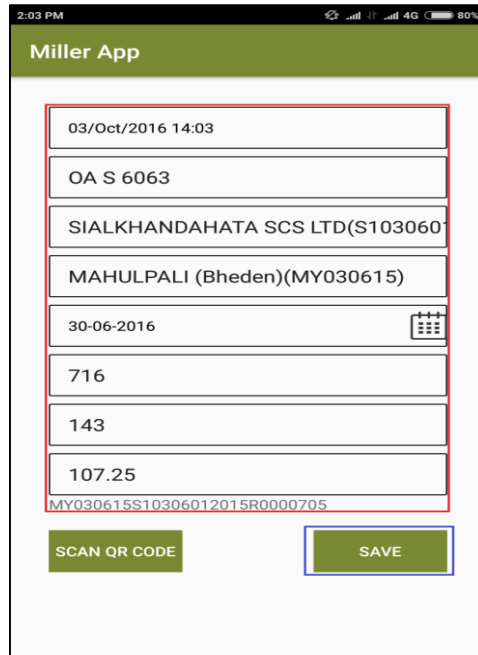 2:03 PM 4G 80%
Miller App
03/Oct/2016 14:03
OA S 6063
SIALKHANDAHATA SCS LTD(S1030601
MAHULPALI (Bheden)(MY030615)
30-06-2016
716
143
107.25
MY030615S10306012015R0000705
SCAN QR CODE SAVE